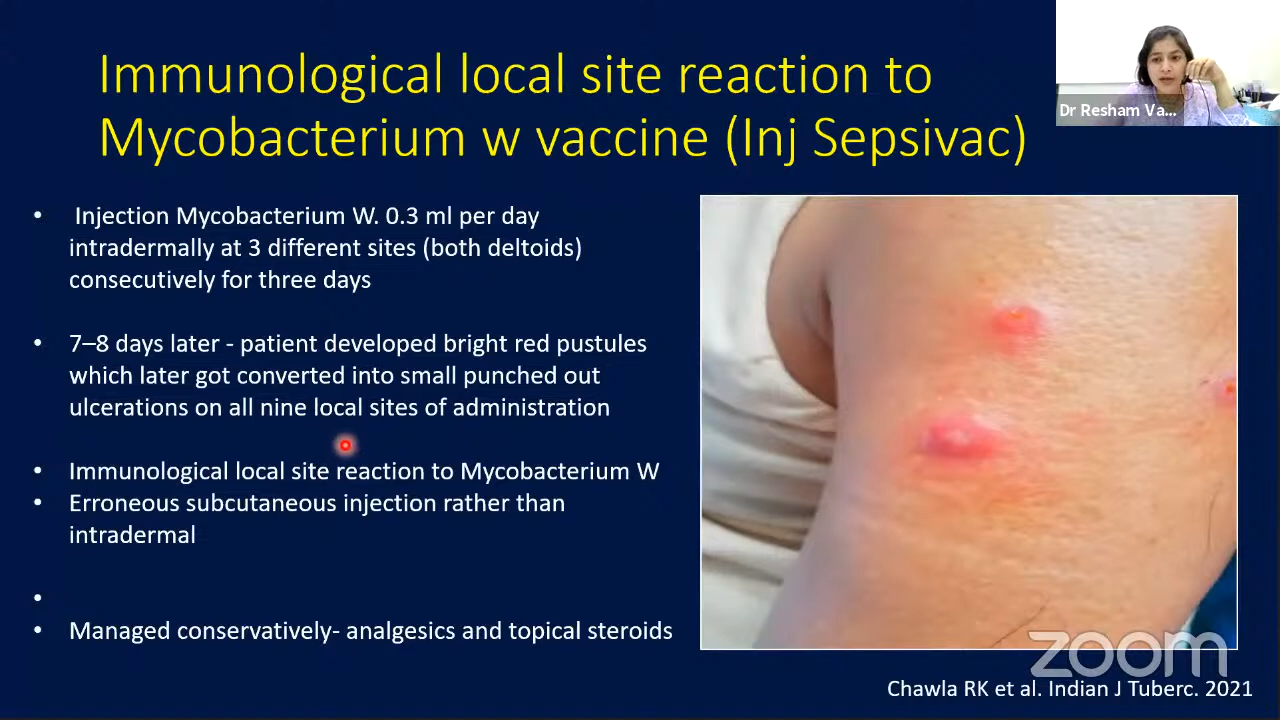 Immunological local site reaction to
Mycobacterium w vaccine (Inj Sepsivac)
Dr Resham Va...
• Injection Mycobacterium W. 0.3 ml per day
intradermally at 3 different sites (both deltoids)
consecutively for three days
• 7–8 days later - patient developed bright red pustules
which later got converted into small punched out
ulcerations on all nine local sites of administration
• Immunological local site reaction to Mycobacterium W
• Erroneous subcutaneous injection rather than
intradermal
•
• Managed conservatively- analgesics and topical steroids
zoom
Chawla RK et al. Indian J Tuberc. 2021